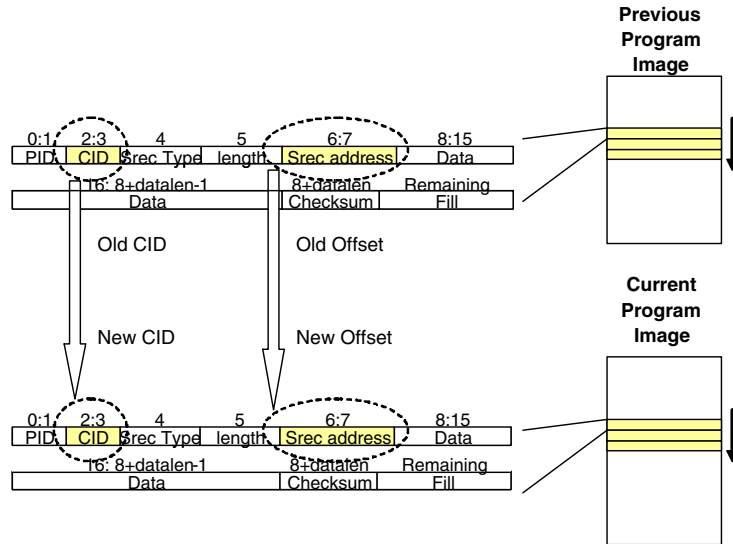 Previous
Program
Image
0:1 2:3 4 5 6:7 8:15
PID CID Srec Type length Srec address Data
16: 8+datalen-1 8+datalen Remaining
Data Checksum Fill
Old CID Old Offset
Current
Program
Image
New CID New Offset
0:1 2:3 4 5 6:7 8:15
PID CID Srec Type length Srec address Data
16: 8+datalen-1 8+datalen Remaining
Data Checksum Fill